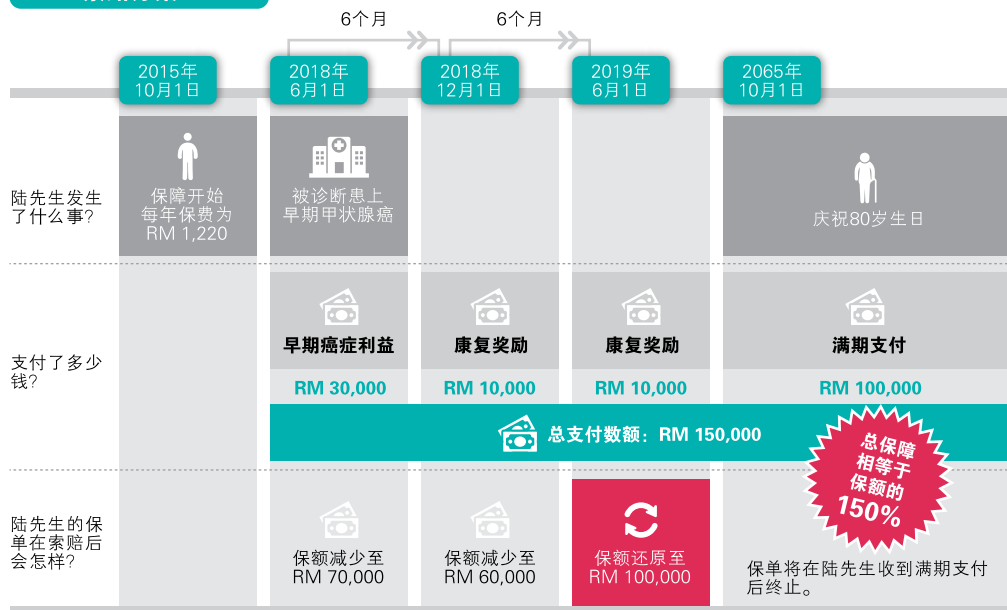 6个月
6个月
2015年
10月1日
2018年
6月1日
2018年
12月1日
2019年
6月1日
2065年
10月1日
陆先生发生
了什么事?
保障开始
每年保费为
RM 1,220
被诊断患上
早期甲状腺癌
庆祝80岁生日
支付了多少
钱?
早期癌症利益
RM 30,000
康复奖励
RM 10,000
康复奖励
RM 10,000
满期支付
RM 100,000
总支付数额：RM 150,000
总保障
相等于
保额的
150%
陆先生的保
单在索赔后
会怎样?
保额减少至
RM 70,000
保额减少至
RM 60,000
保额还原至
RM 100,000
保单将在陆先生收到满期支付
后终止。